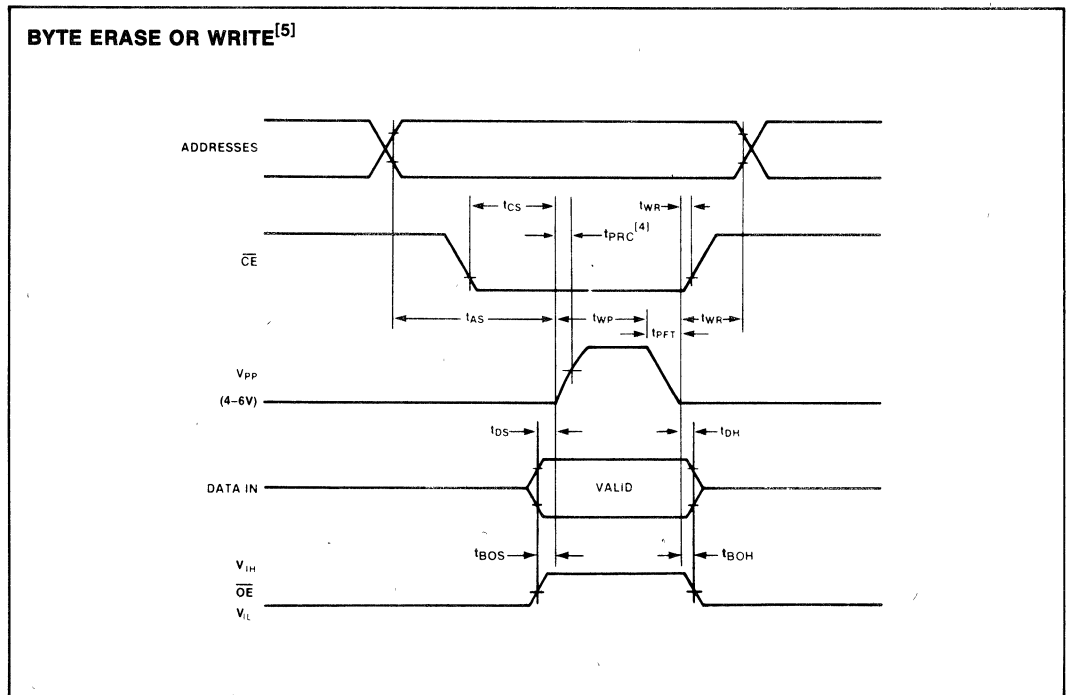 BYTE ERASE OR WRITE[5]
ADDRESSES
tCS
tWR
tPRC[4]
CE
tAS
tWP
tWR
tPFT
VPP
(4–6V)
tDS
tDH
DATA IN
VALID
tBOS
tBOH
VIH
OE
VIL